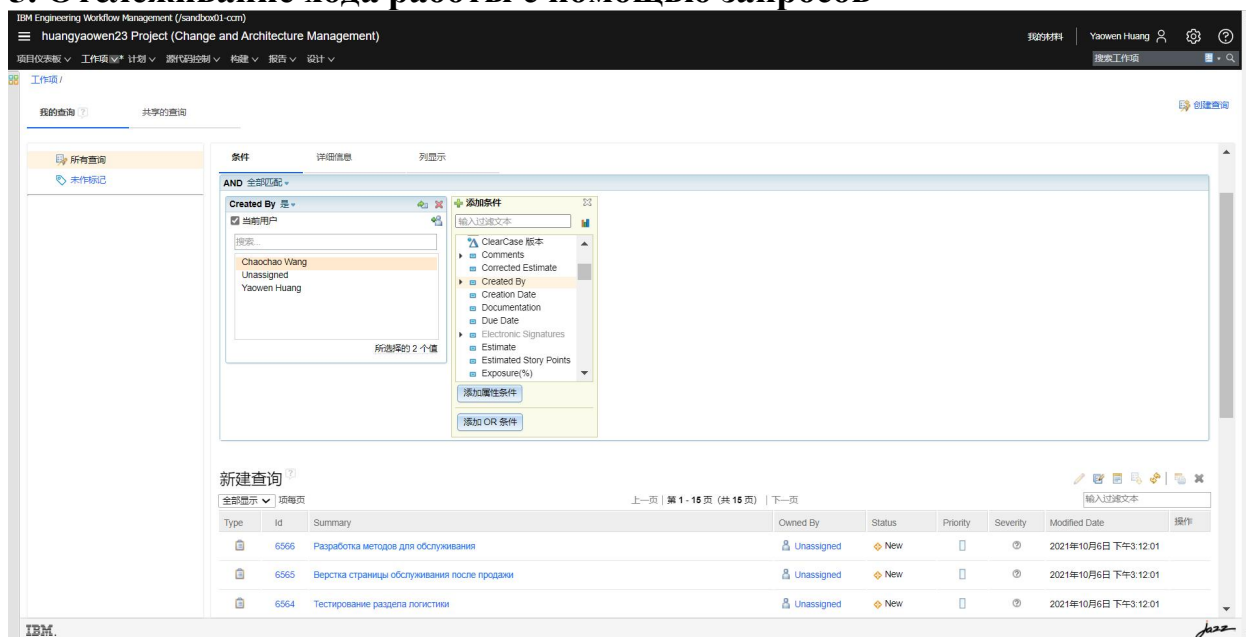 5. Отслеживание хода работы с помощью запросов
IBM Engineering Workflow Management (/sandbox01-ccm)
huangyaowen23 Project (Change and Architecture Management)
我的材料 Yaowen Huang
项目仪表板 工作项 计划 源代码控制 构建 报告 设计
搜索工作项
工作项 /
我的查询 共享的查询
创建查询
所有查询
未作标记
条件 详细信息 列显示
AND 全部匹配
Created By 是
当前用户
搜索...
Chaochao Wang
Unassigned
Yaowen Huang
所选择的 2 个值
添加条件
输入过滤文本
ClearCase 版本
Comments
Corrected Estimate
Created By
Creation Date
Documentation
Due Date
Electronic Signatures
Estimate
Estimated Story Points
Exposure(%)
添加属性条件
添加 OR 条件
新建查询
全部显示 项每页
上一页 | 第 1 - 15 页 (共 15 页) | 下一页
输入过滤文本
Type Id Summary Owned By Status Priority Severity Modified Date 操作
6566 Разработка методов для обслуживания Unassigned New 2021年10月6日 下午3:12:01
6565 Верстка страницы обслуживания после продажи Unassigned New 2021年10月6日 下午3:12:01
6564 Тестирование раздела логистики Unassigned New 2021年10月6日 下午3:12:01
IBM.
jazz